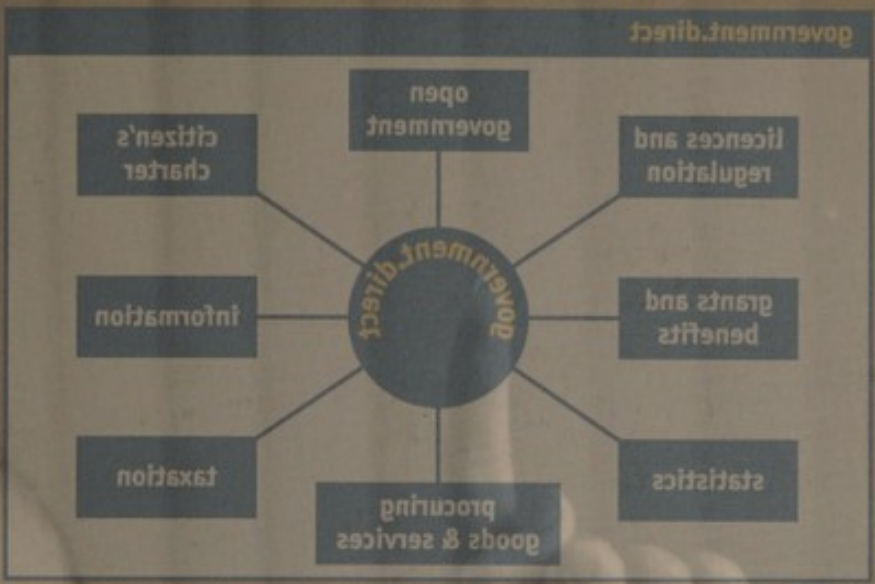 government.direct
open
government
licences and
regulation
citizen's
charter
government.direct
grants and
benefits
information
statistics
taxation
procuring
goods & services